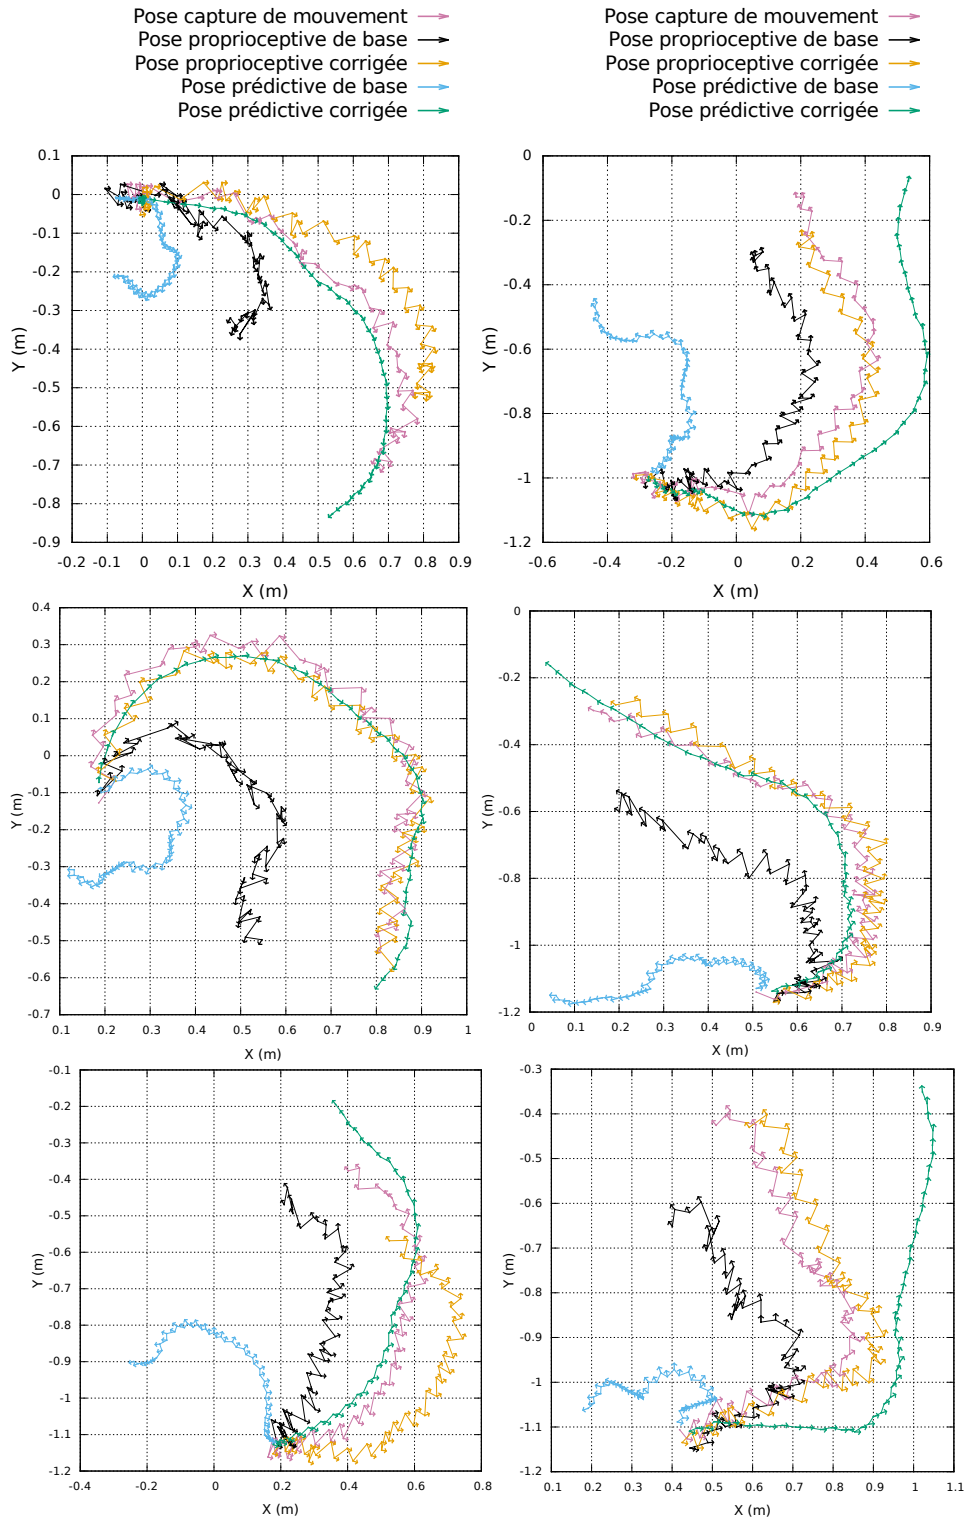 Pose capture de mouvement
Pose proprioceptive de base
Pose proprioceptive corrigée
Pose prédictive de base
Pose prédictive corrigée
Pose capture de mouvement
Pose proprioceptive de base
Pose proprioceptive corrigée
Pose prédictive de base
Pose prédictive corrigée
0.1
0
-0.1
-0.2
-0.3
-0.4
-0.5
-0.6
-0.7
-0.8
-0.9
Y (m)
-0.2 -0.1 0 0.1 0.2 0.3 0.4 0.5 0.6 0.7 0.8 0.9
X (m)
0
-0.2
-0.4
-0.6
-0.8
-1
-1.2
Y (m)
-0.6 -0.4 -0.2 0 0.2 0.4 0.6
X (m)
0.4
0.3
0.2
0.1
0
-0.1
-0.2
-0.3
-0.4
-0.5
-0.6
-0.7
Y (m)
0.1 0.2 0.3 0.4 0.5 0.6 0.7 0.8 0.9 1
X (m)
0
-0.2
-0.4
-0.6
-0.8
-1
-1.2
Y (m)
0 0.1 0.2 0.3 0.4 0.5 0.6 0.7 0.8 0.9
X (m)
-0.1
-0.3
-0.4
-0.5
-0.6
-0.7
-0.8
-0.9
-1
-1.1
-1.2
Y (m)
-0.4 -0.2 0 0.2 0.4 0.6 0.8
X (m)
-0.3
-0.4
-0.5
-0.6
-0.7
-0.8
-0.9
-1
-1.1
-1.2
Y (m)
0.1 0.2 0.3 0.4 0.5 0.6 0.7 0.8 0.9 1 1.1
X (m)